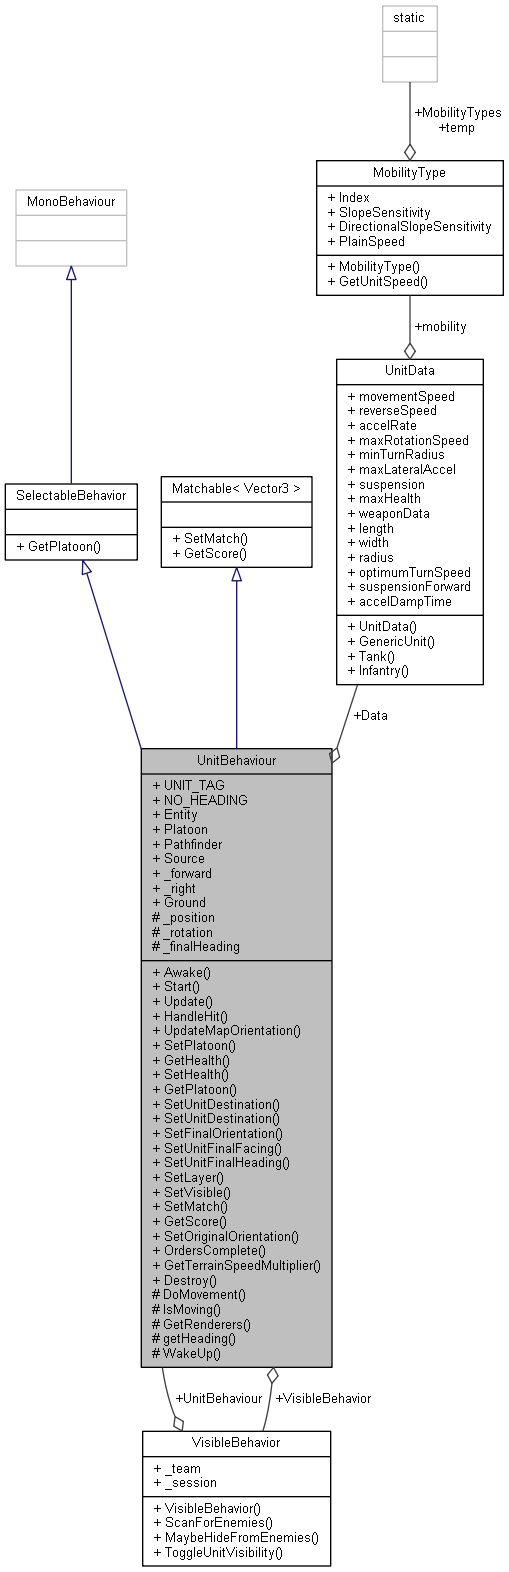 static
+MobilityTypes
+temp
MobilityType
+ Index
+ SlopeSensitivity
+ DirectionalSlopeSensitivity
+ PlainSpeed
+ MobilityType()
+ GetUnitSpeed()
MonoBehaviour
+mobility
UnitData
+ movementSpeed
+ reverseSpeed
+ accelRate
+ maxRotationSpeed
+ minTurnRadius
+ maxLateralAccel
+ suspension
+ maxHealth
+ weaponData
+ length
+ width
+ radius
+ optimumTurnSpeed
+ suspensionForward
+ accelDampTime
+ UnitData()
+ GenericUnit()
+ Tank()
+ Infantry()
SelectableBehavior
+ GetPlatoon()
Matchable< Vector3 >
+ SetMatch()
+ GetScore()
+Data
UnitBehaviour
+ UNIT_TAG
+ NO_HEADING
+ Entity
+ Platoon
+ Pathfinder
+ Source
+ _forward
+ _right
+ Ground
# _position
# _rotation
# _finalHeading
+ Awake()
+ Start()
+ Update()
+ HandleHit()
+ UpdateMapOrientation()
+ SetPlatoon()
+ GetHealth()
+ SetHealth()
+ GetPlatoon()
+ SetUnitDestination()
+ SetUnitDestination()
+ SetFinalOrientation()
+ SetUnitFinalFacing()
+ SetUnitFinalHeading()
+ SetLayer()
+ SetVisible()
+ SetMatch()
+ GetScore()
+ SetOriginalOrientation()
+ OrdersComplete()
+ GetTerrainSpeedMultiplier()
+ Destroy()
# DoMovement()
# IsMoving()
# GetRenderers()
# getHeading()
# WakeUp()
+UnitBehaviour
+VisibleBehavior
VisibleBehavior
+ _team
+ _session
+ VisibleBehavior()
+ ScanForEnemies()
+ MaybeHideFromEnemies()
+ ToggleUnitVisibility()